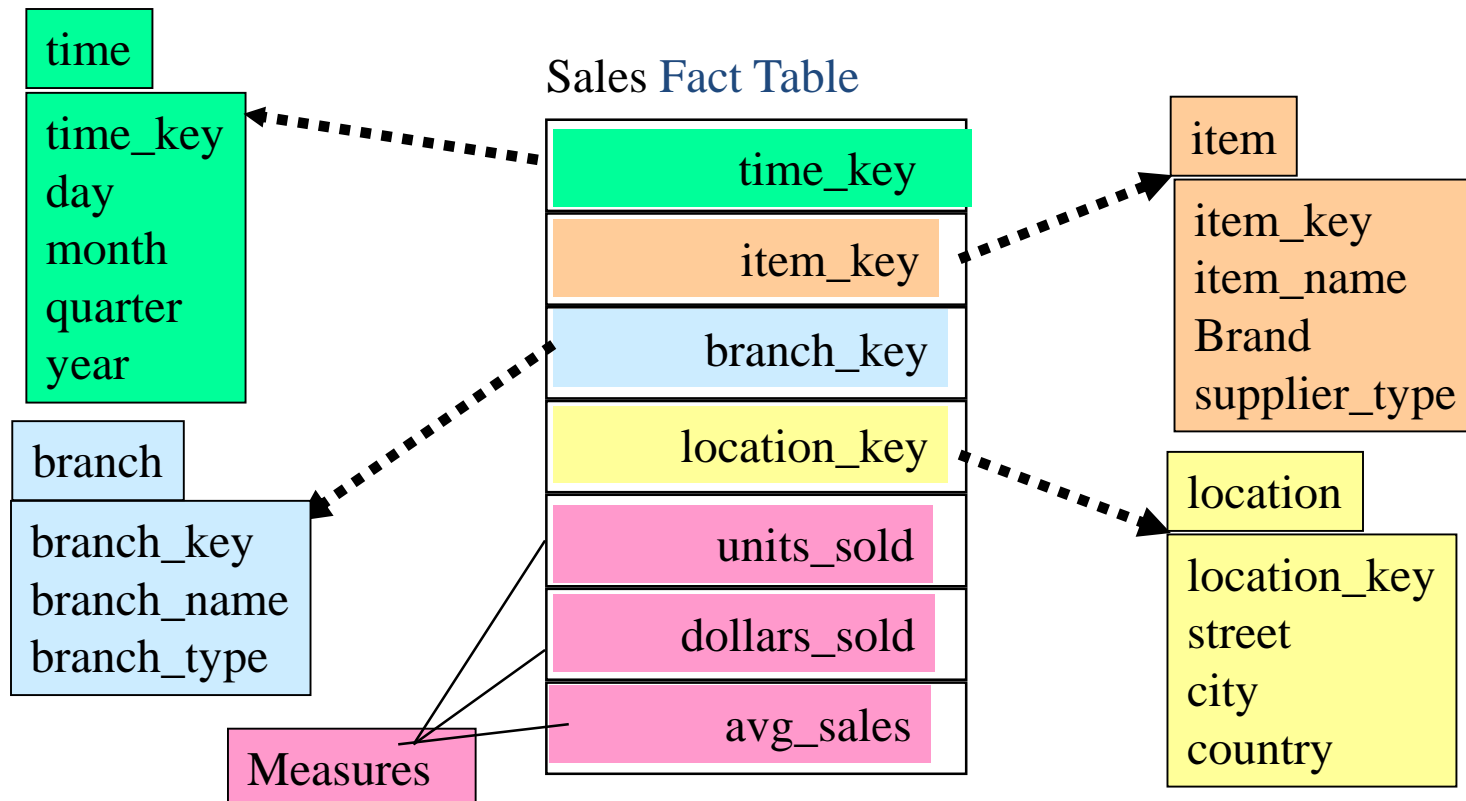 time
time_key
day
month
quarter
year
branch
branch_key
branch_name
branch_type
Sales Fact Table
time_key
item_key
branch_key
location_key
units_sold
dollars_sold
avg_sales
Measures
item
item_key
item_name
Brand
supplier_type
location
location_key
street
city
country